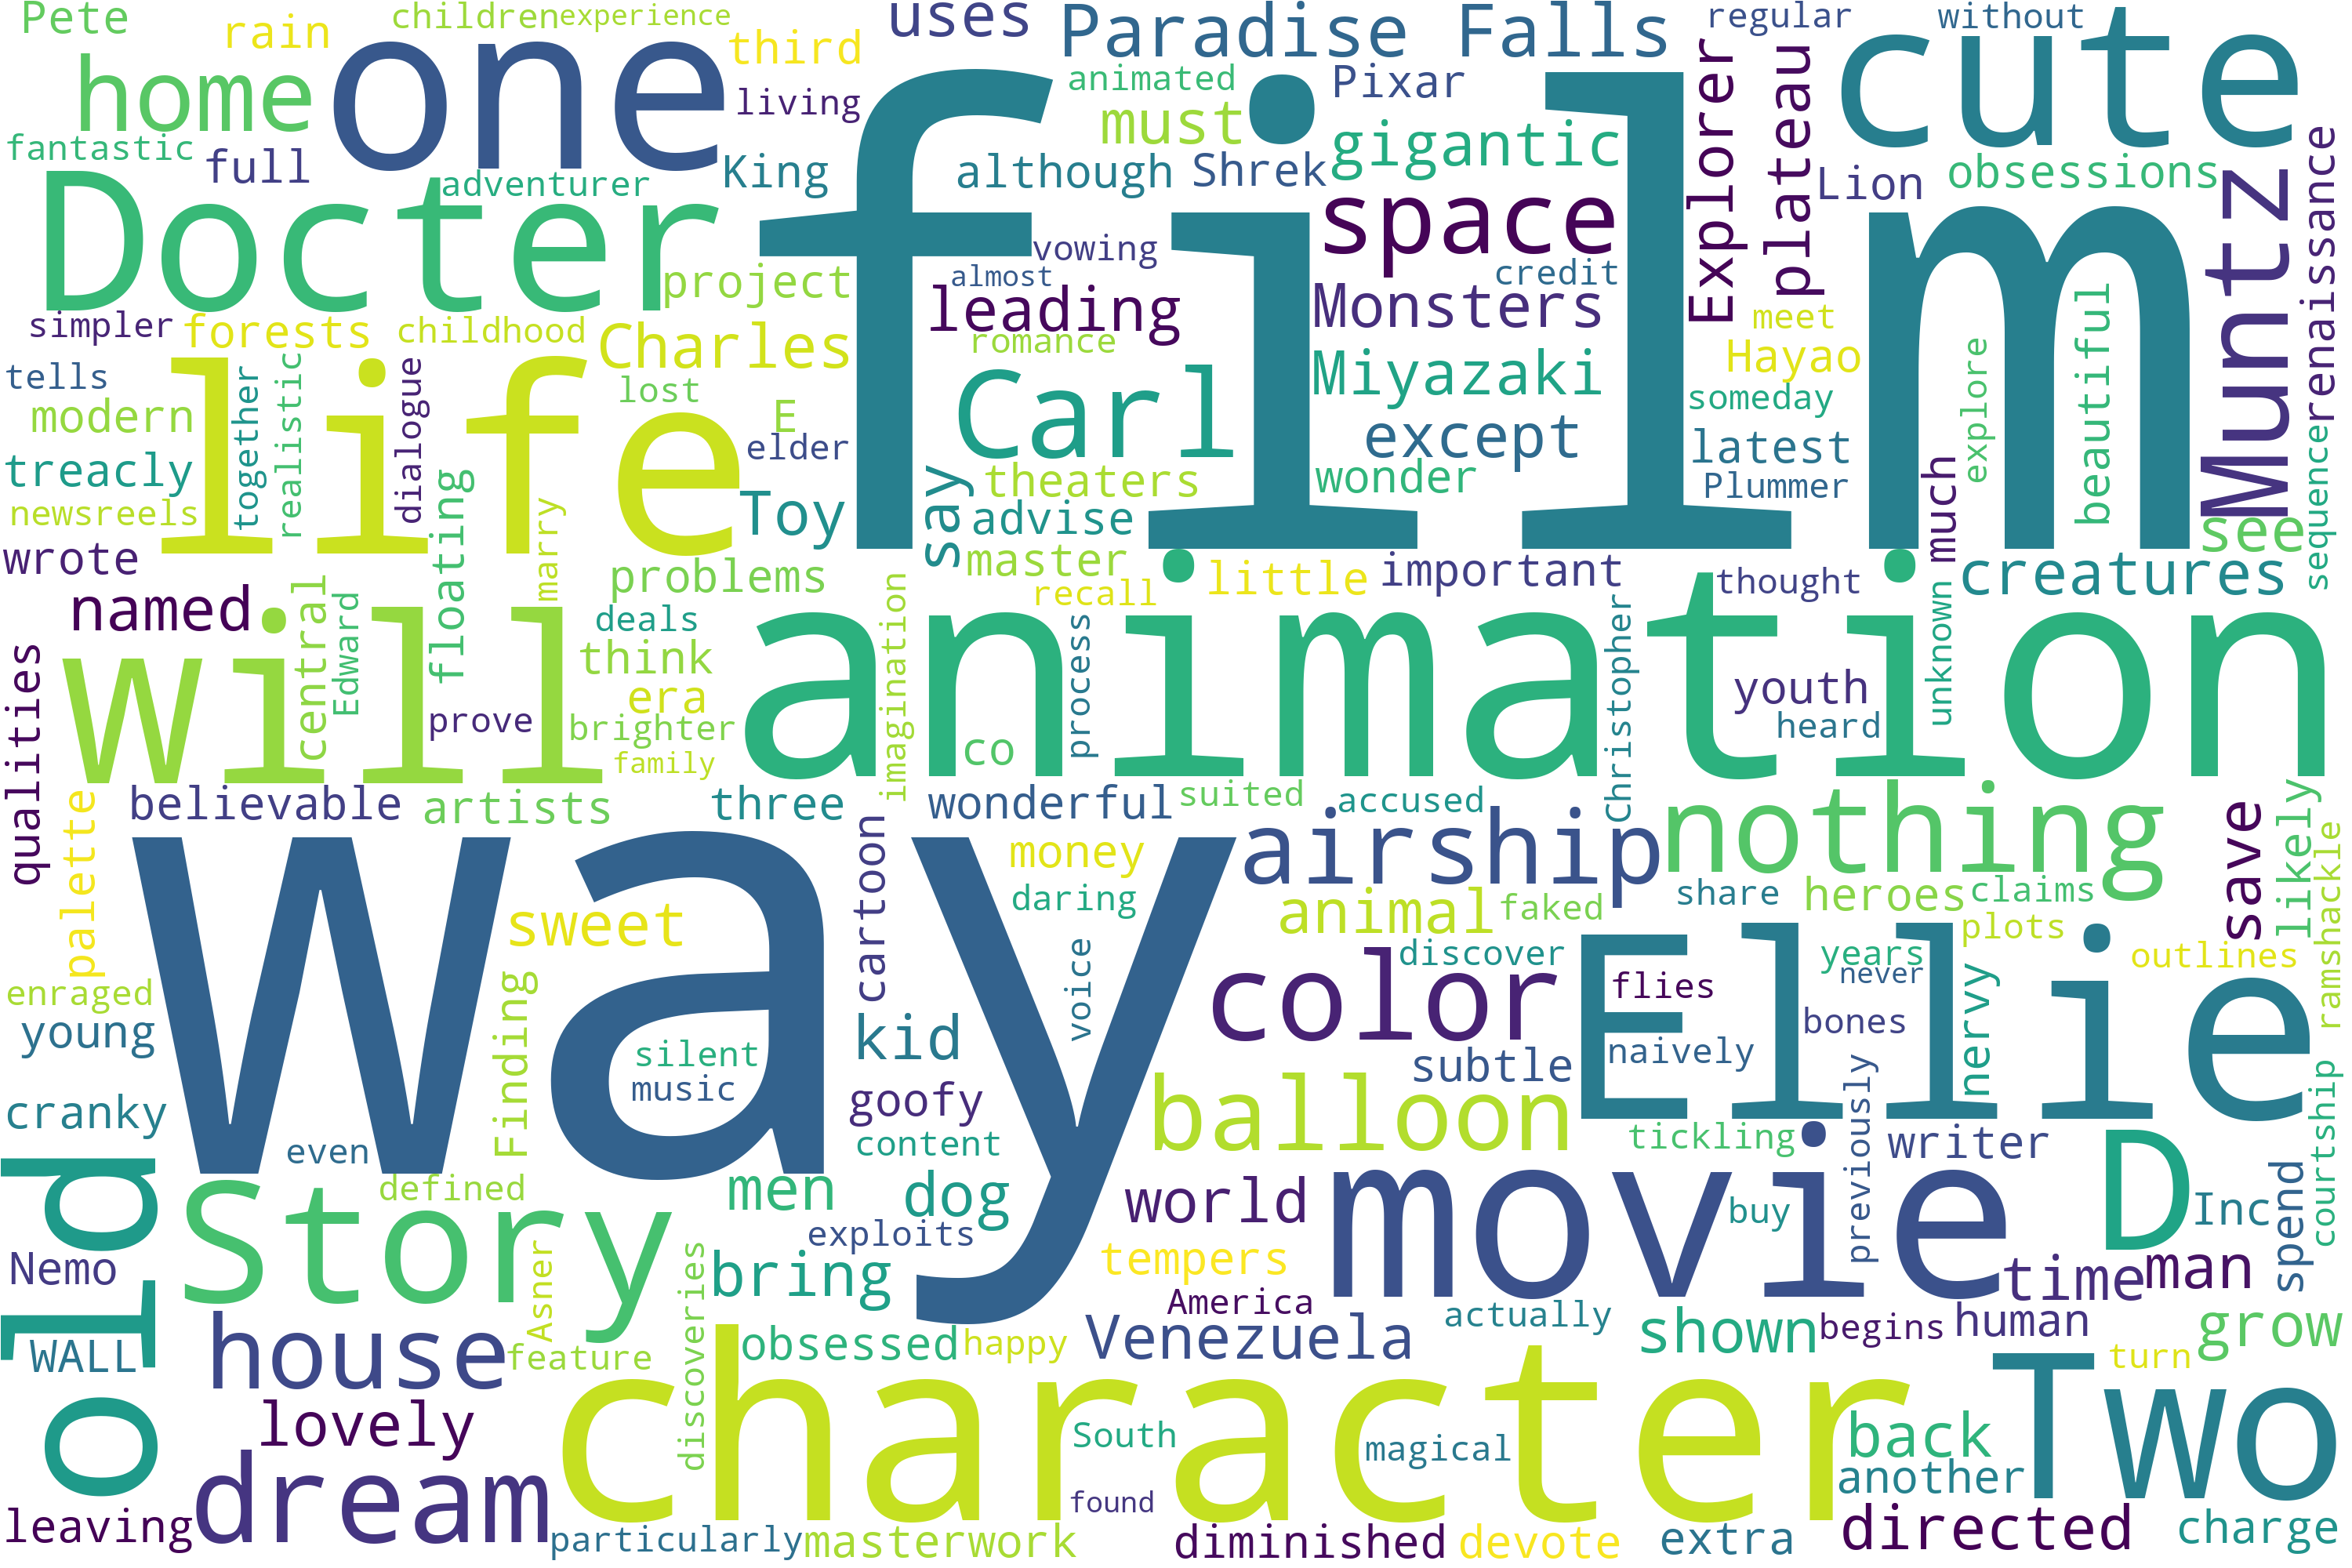 Pete
rain
children
experience
uses
Paradise Falls
regular
without
home
one
third
animated
Pixar
Explorer
plateau
cute
fantastic
full
living
must
gigantic
adventurer
King
although
Shrek
space
Lion
obsessions
renaissance
Docter
film
Muntz
project
vowing
almost
leading
Monsters
credit
simpler
forests
childhood
Charles
romance
meet
beautiful
tells
life
lost
Carl
Miyazaki
Hayao
explore
modern
together
realistic
dialogue
E
someday
treacly
floating
elder
except
latest
newsreels
marry
Toy
say
theaters
wonder
Plummer
much
sequence
wrote
advise
see
problems
master
little
important
thought
creatures
named
central
Edward
deals
recall
imagination
process
Christopher
unknown
qualities
will
think
animation
youth
era
prove
brighter
heard
family
co
believable
artists
three
wonderful
suited
accused
nothing
palette
way
cartoon
money
airship
save
likely
ramshackle
sweet
daring
animal
faked
share
heroes
claims
plots
voice
discover
years
outlines
enraged
Finding
color
flies
never
Ellie
young
silent
kid
bones
nervy
music
subtle
naively
previously
cranky
goofy
balloon
courtship
old
even
content
tickling
writer
defined
men
dog
world
movie
D
Story
exploits
buy
Inc
spend
Nemo
Asner
discoveries
bring
tempers
time
man
America
house
obsessed
happy
Venezuela
actually
shown
begins
human
grow
WALL
feature
turn
character
Two
lovely
South
magical
back
dream
another
leaving
found
particularly
masterwork
diminished
devote
extra
directed
charge